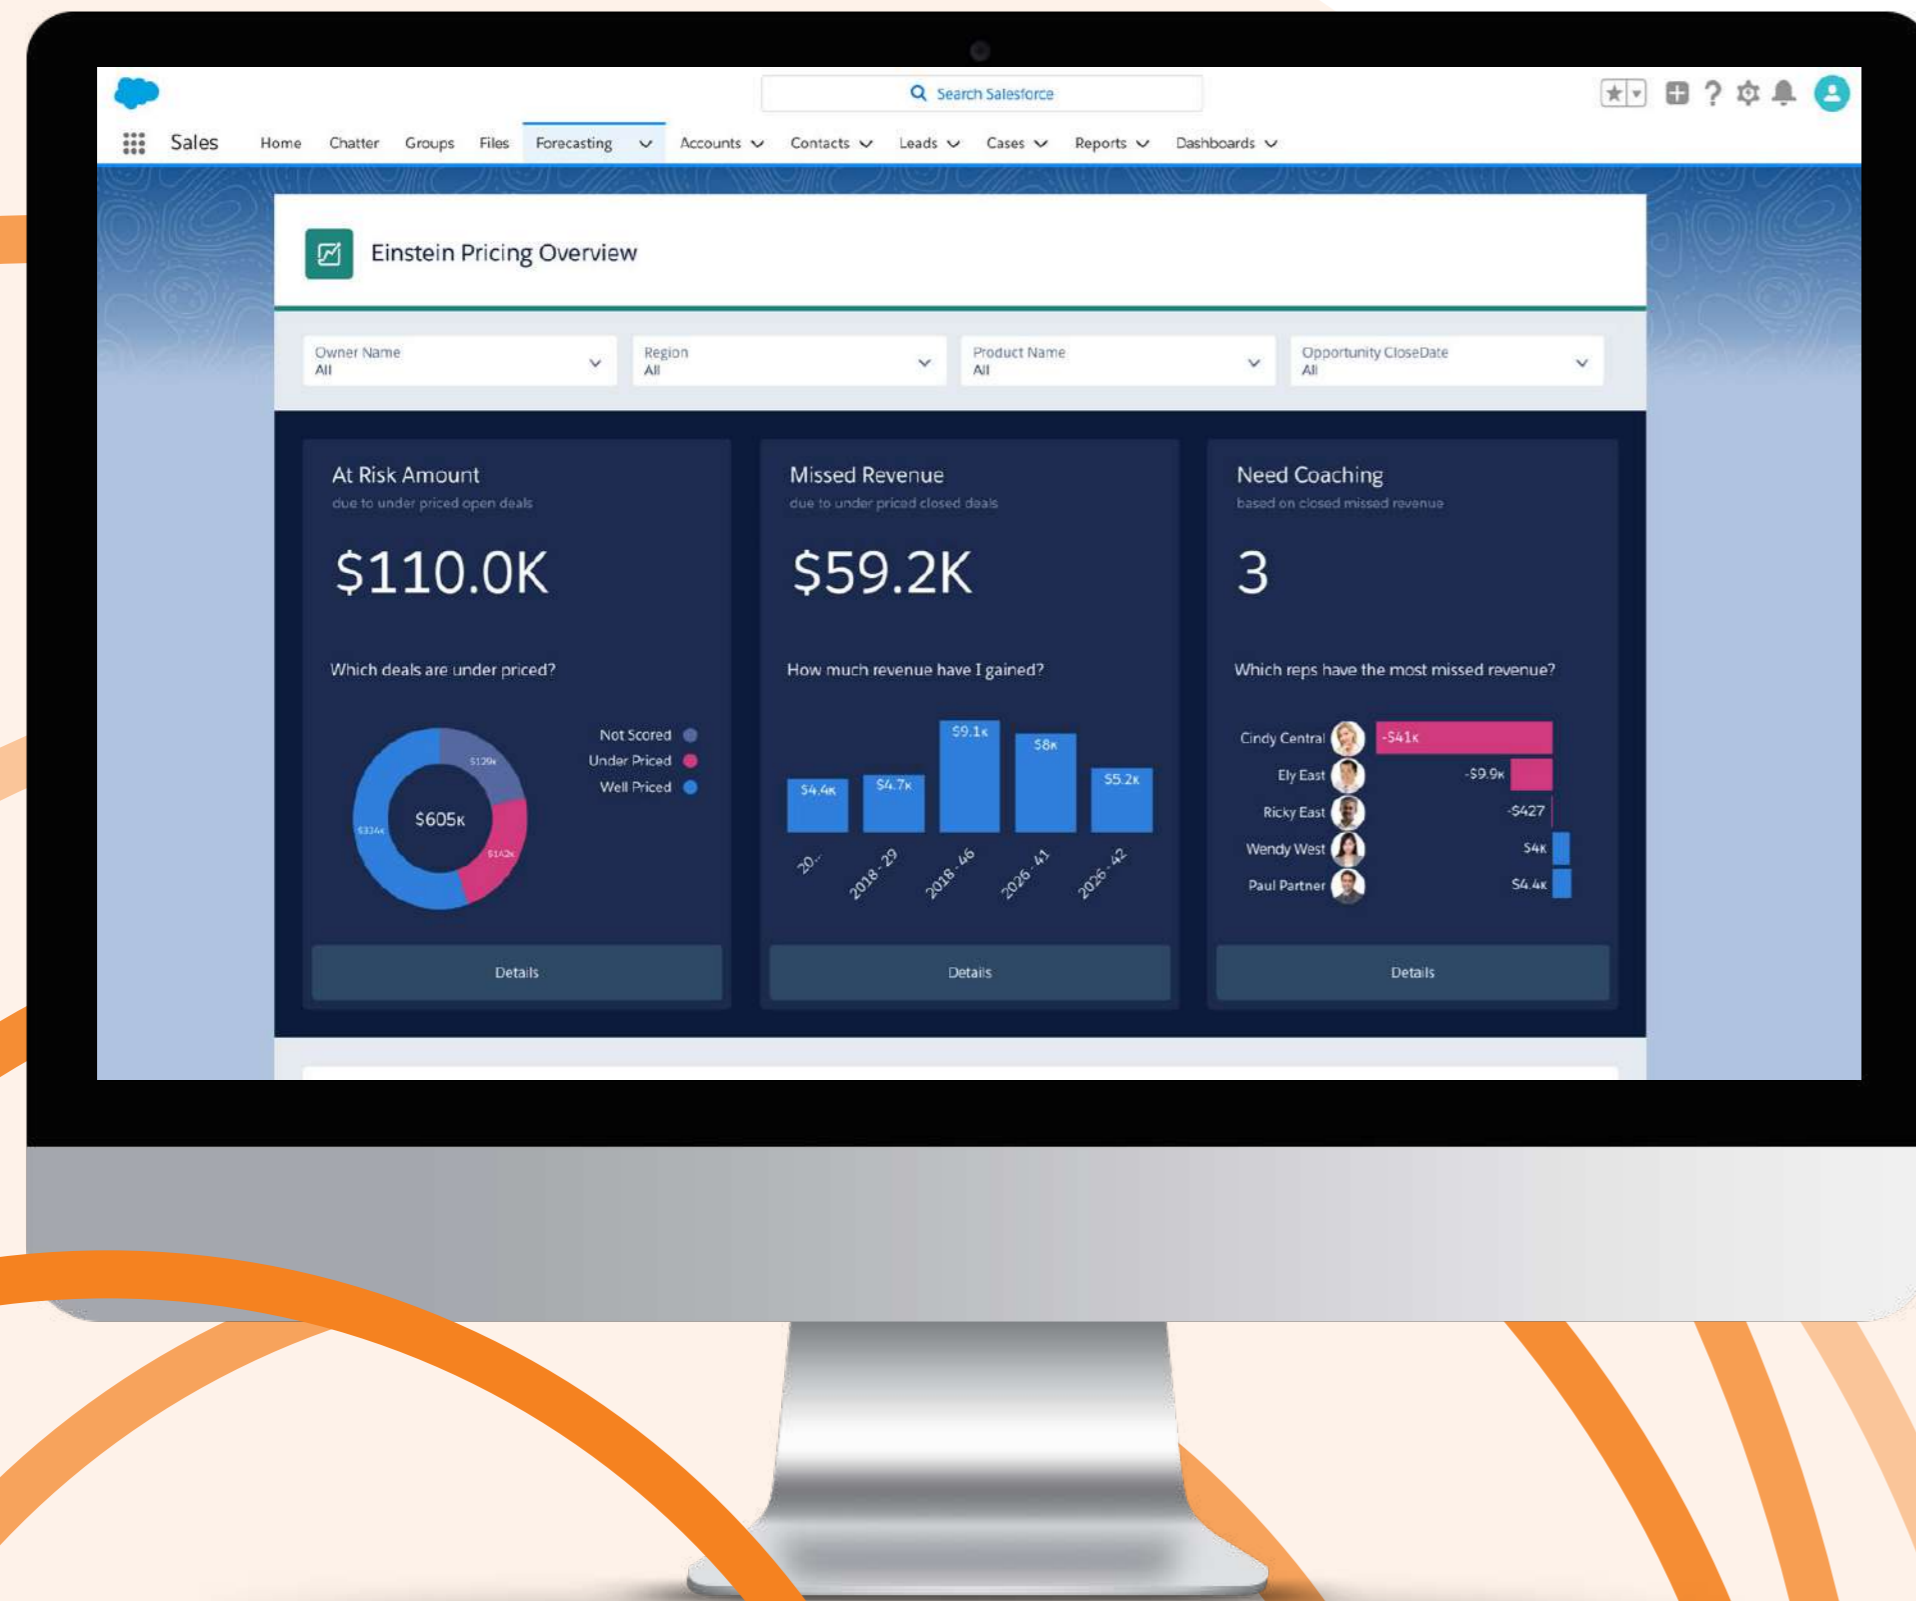 Search Salesforce
Sales Home Chatter Groups Files Forecasting Accounts Contacts Leads Cases Reports Dashboards
Einstein Pricing Overview
Owner Name
All
Region
All
Product Name
All
Opportunity CloseDate
All
At Risk Amount
due to under priced open deals
$110.0K
Which deals are under priced?
Not Scored
Under Priced
Well Priced
$129K
$334K
$605K
$142K
Details
Missed Revenue
due to under priced closed deals
$59.2K
How much revenue have I gained?
$4.4K
$4.7K
$9.1K
$8K
$5.2K
20...
2018 - 29
2018 - 46
2026 - 41
2026 - 42
Details
Need Coaching
based on closed missed revenue
3
Which reps have the most missed revenue?
Cindy Central -$41K
Ely East -$9.9K
Ricky East -$427
Wendy West $4K
Paul Partner $4.4K
Details